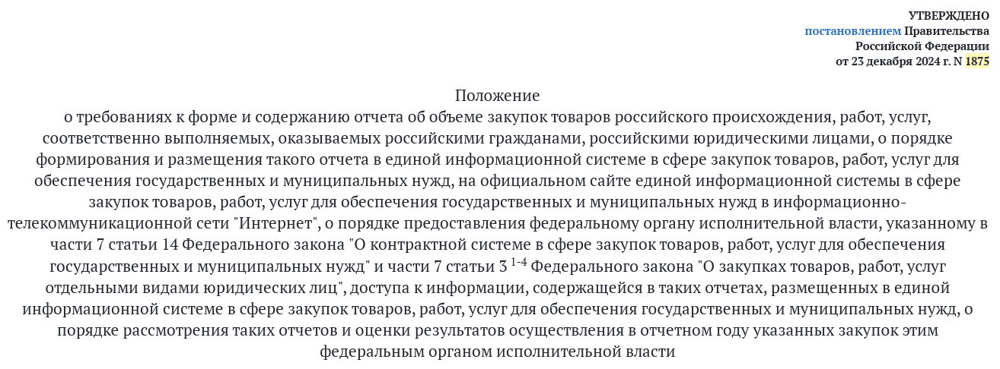 УТВЕРЖДЕНО
постановлением Правительства
Российской Федерации
от 23 декабря 2024 г. N 1875
Положение
о требованиях к форме и содержанию отчета об объеме закупок товаров российского происхождения, работ, услуг,
соответственно выполняемых, оказываемых российскими гражданами, российскими юридическими лицами, о порядке
формирования и размещения такого отчета в единой информационной системе в сфере закупок товаров, работ, услуг для
обеспечения государственных и муниципальных нужд, на официальном сайте единой информационной системы в сфере
закупок товаров, работ, услуг для обеспечения государственных и муниципальных нужд в информационно-
телекоммуникационной сети "Интернет", о порядке предоставления федеральному органу исполнительной власти, указанному в
части 7 статьи 14 Федерального закона "О контрактной системе в сфере закупок товаров, работ, услуг для обеспечения
государственных и муниципальных нужд" и части 7 статьи 3 1-4 Федерального закона "О закупках товаров, работ, услуг
отдельными видами юридических лиц", доступа к информации, содержащейся в таких отчетах, размещенных в единой
информационной системе в сфере закупок товаров, работ, услуг для обеспечения государственных и муниципальных нужд, о
порядке рассмотрения таких отчетов и оценки результатов осуществления в отчетном году указанных закупок этим
федеральным органом исполнительной власти